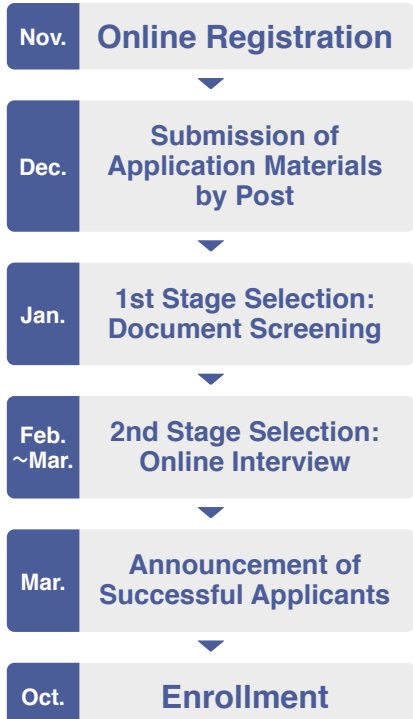 Nov. Online Registration
Submission of
Dec. Application Materials
by Post
Jan. 1st Stage Selection:
Document Screening
Feb. 2nd Stage Selection:
~Mar. Online Interview
Mar. Announcement of
Successful Applicants
Oct. Enrollment